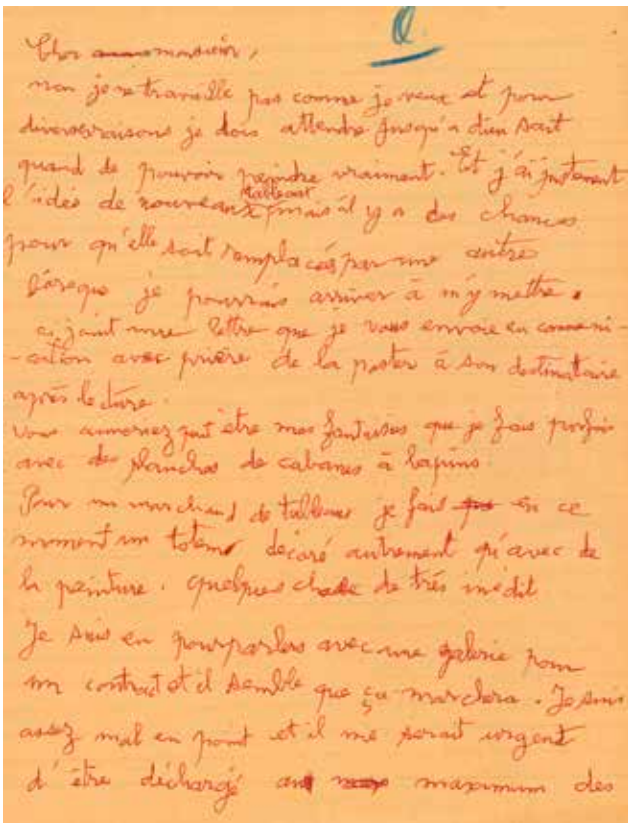 Cher monsieur,
non je ne travaille pas comme je veux et pour
diverses raisons je dois attendre jusqu'à dieu sait
quand de pouvoir peindre vraiment. Et j'ai justement
l'idée de nouveaux tableaux, mais il y a des chances
pour qu'elle soit remplacée par une autre
lorsque je pourrais arriver à m'y mettre.
ci joint une lettre que je vous envoie en communi-
-cation avec prière de la poster à son destinataire
après lecture.
vous aimeriez peut être mes fantaisies que je fais parfois
avec des planches de cabanes à lapins.
Pour un marchand de tableaux je fais en ce
moment un totem décoré autrement qu'avec de
la peinture. quelque chose de très inédit
Je suis en pourparlers avec une galerie pour
un contrat et il semble que ça marchera. Je suis
assez mal en point et il me serait urgent
d'être déchargé au maximum des